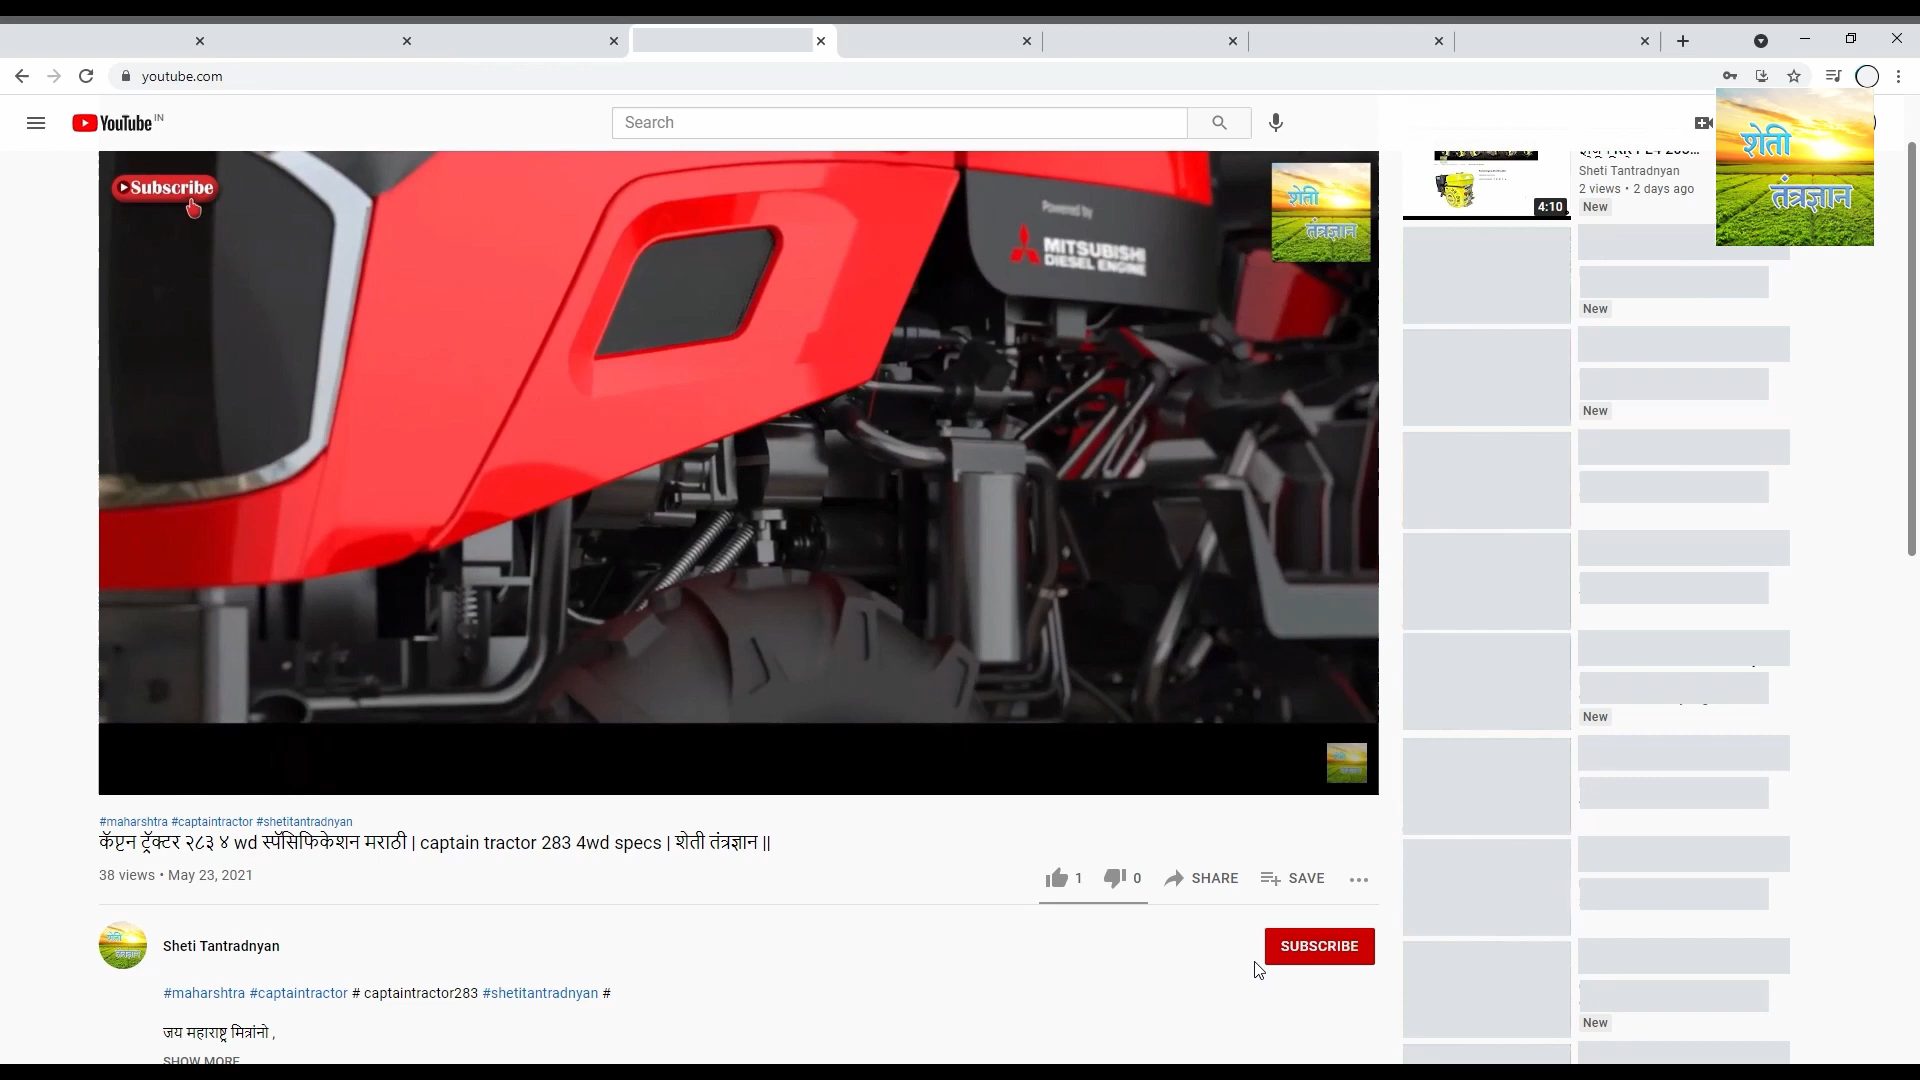 youtube.com
YouTube IN
Search
Subscribe
शेती
तंत्रज्ञान
Powered by
MITSUBISHI
DIESEL ENGINE
Sheti Tantradnyan
2 views • 2 days ago
4:10
New
शेती
तंत्रज्ञान
New
New
New
New
#maharshtra #captaintractor #shetitantradnyan
कॅप्टन ट्रॅक्टर २८३ ४ wd स्पॅसिफिकेशन मराठी | captain tractor 283 4wd specs | शेती तंत्रज्ञान ||
38 views • May 23, 2021
1
0
SHARE
SAVE
Sheti Tantradnyan
SUBSCRIBE
#maharshtra #captaintractor # captaintractor283 #shetitantradnyan #
जय महाराष्ट्र मित्रांनो ,
SHOW MORE